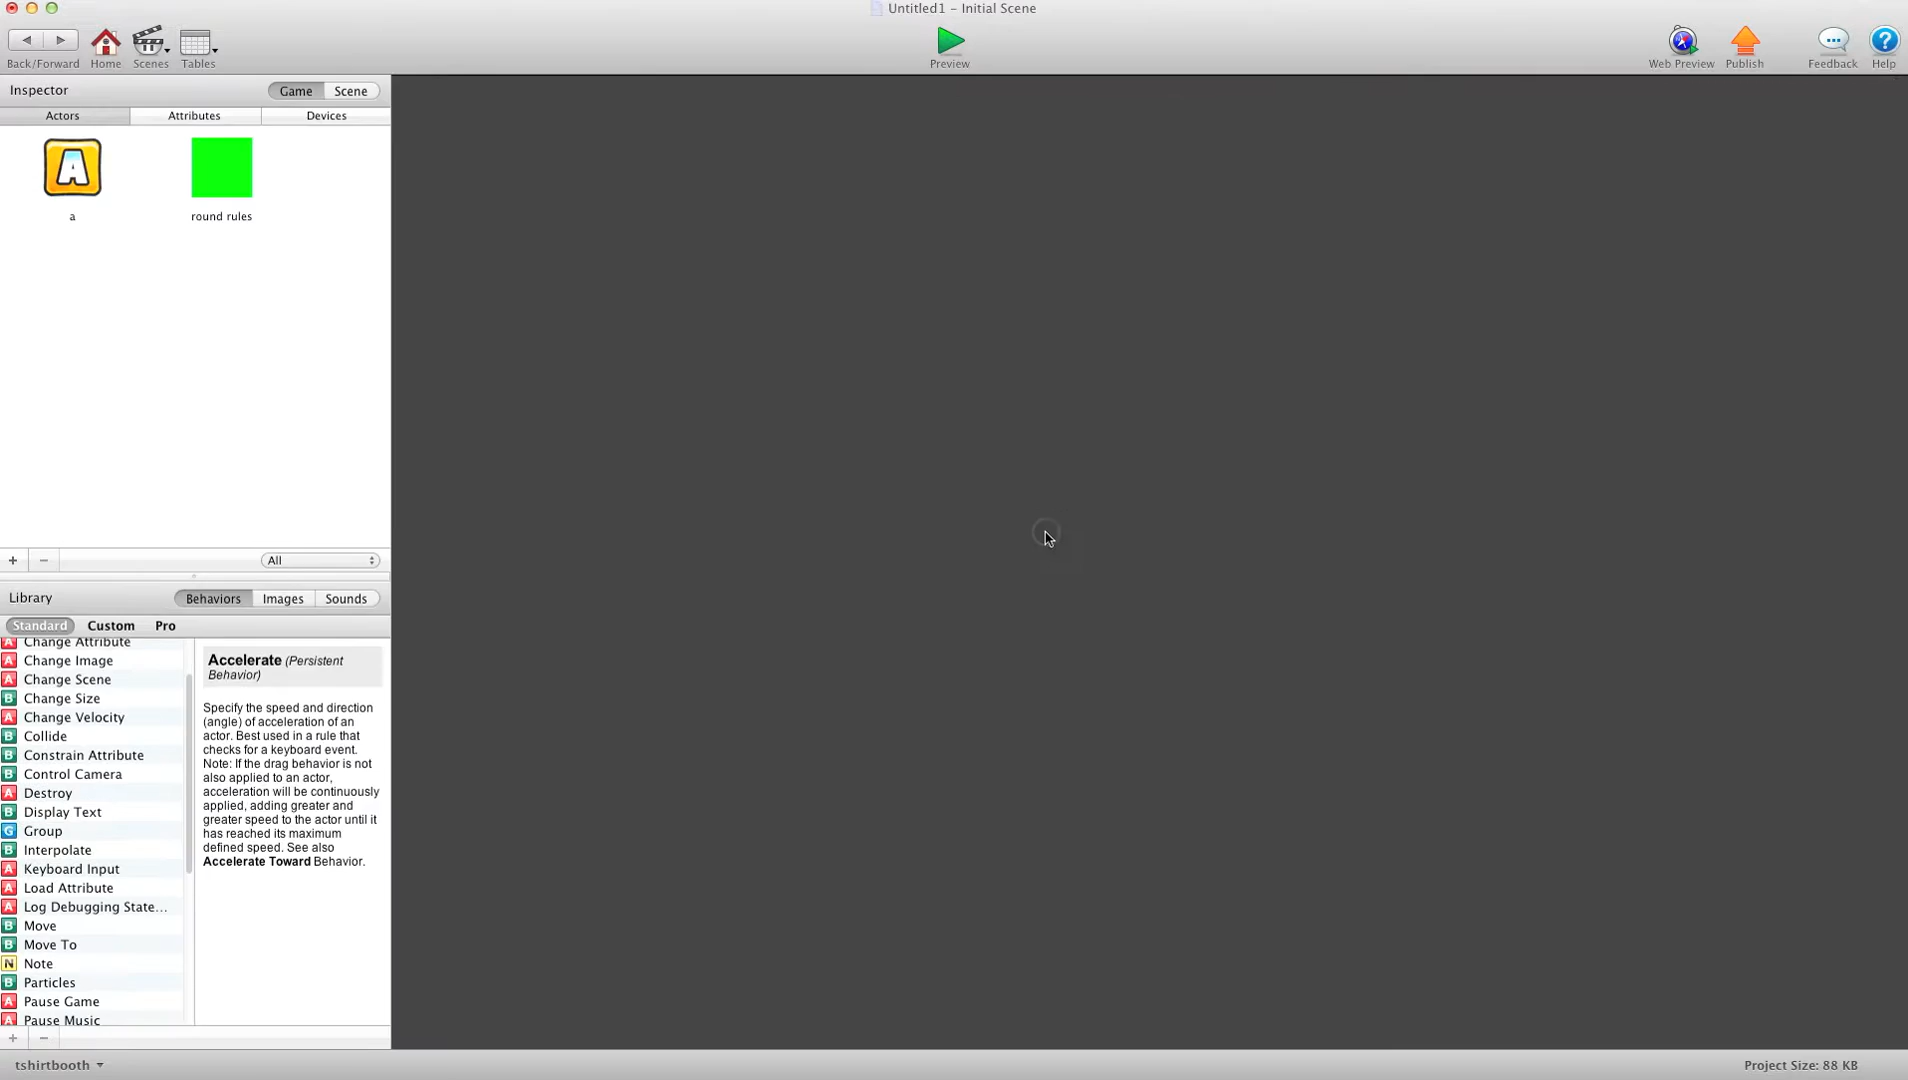 Untitled1 – Initial Scene
Back/Forward
Home
Scenes
Tables
Preview
Web Preview
Publish
Feedback
Help
Inspector
Game
Scene
Actors
Attributes
Devices
A
a
round rules
All
Library
Behaviors
Images
Sounds
Standard
Custom
Pro
A Change Attribute
A Change Image
A Change Scene
B Change Size
A Change Velocity
B Collide
B Constrain Attribute
B Control Camera
A Destroy
B Display Text
G Group
B Interpolate
A Keyboard Input
A Load Attribute
A Log Debugging State...
B Move
B Move To
N Note
B Particles
A Pause Game
A Pause Music
Accelerate (Persistent
Behavior)
Specify the speed and direction
(angle) of acceleration of an
actor. Best used in a rule that
checks for a keyboard event.
Note: If the drag behavior is not
also applied to an actor,
acceleration will be continuously
applied, adding greater and
greater speed to the actor until it
has reached its maximum
defined speed. See also
Accelerate Toward Behavior.
tshirtbooth
Project Size: 88 KB